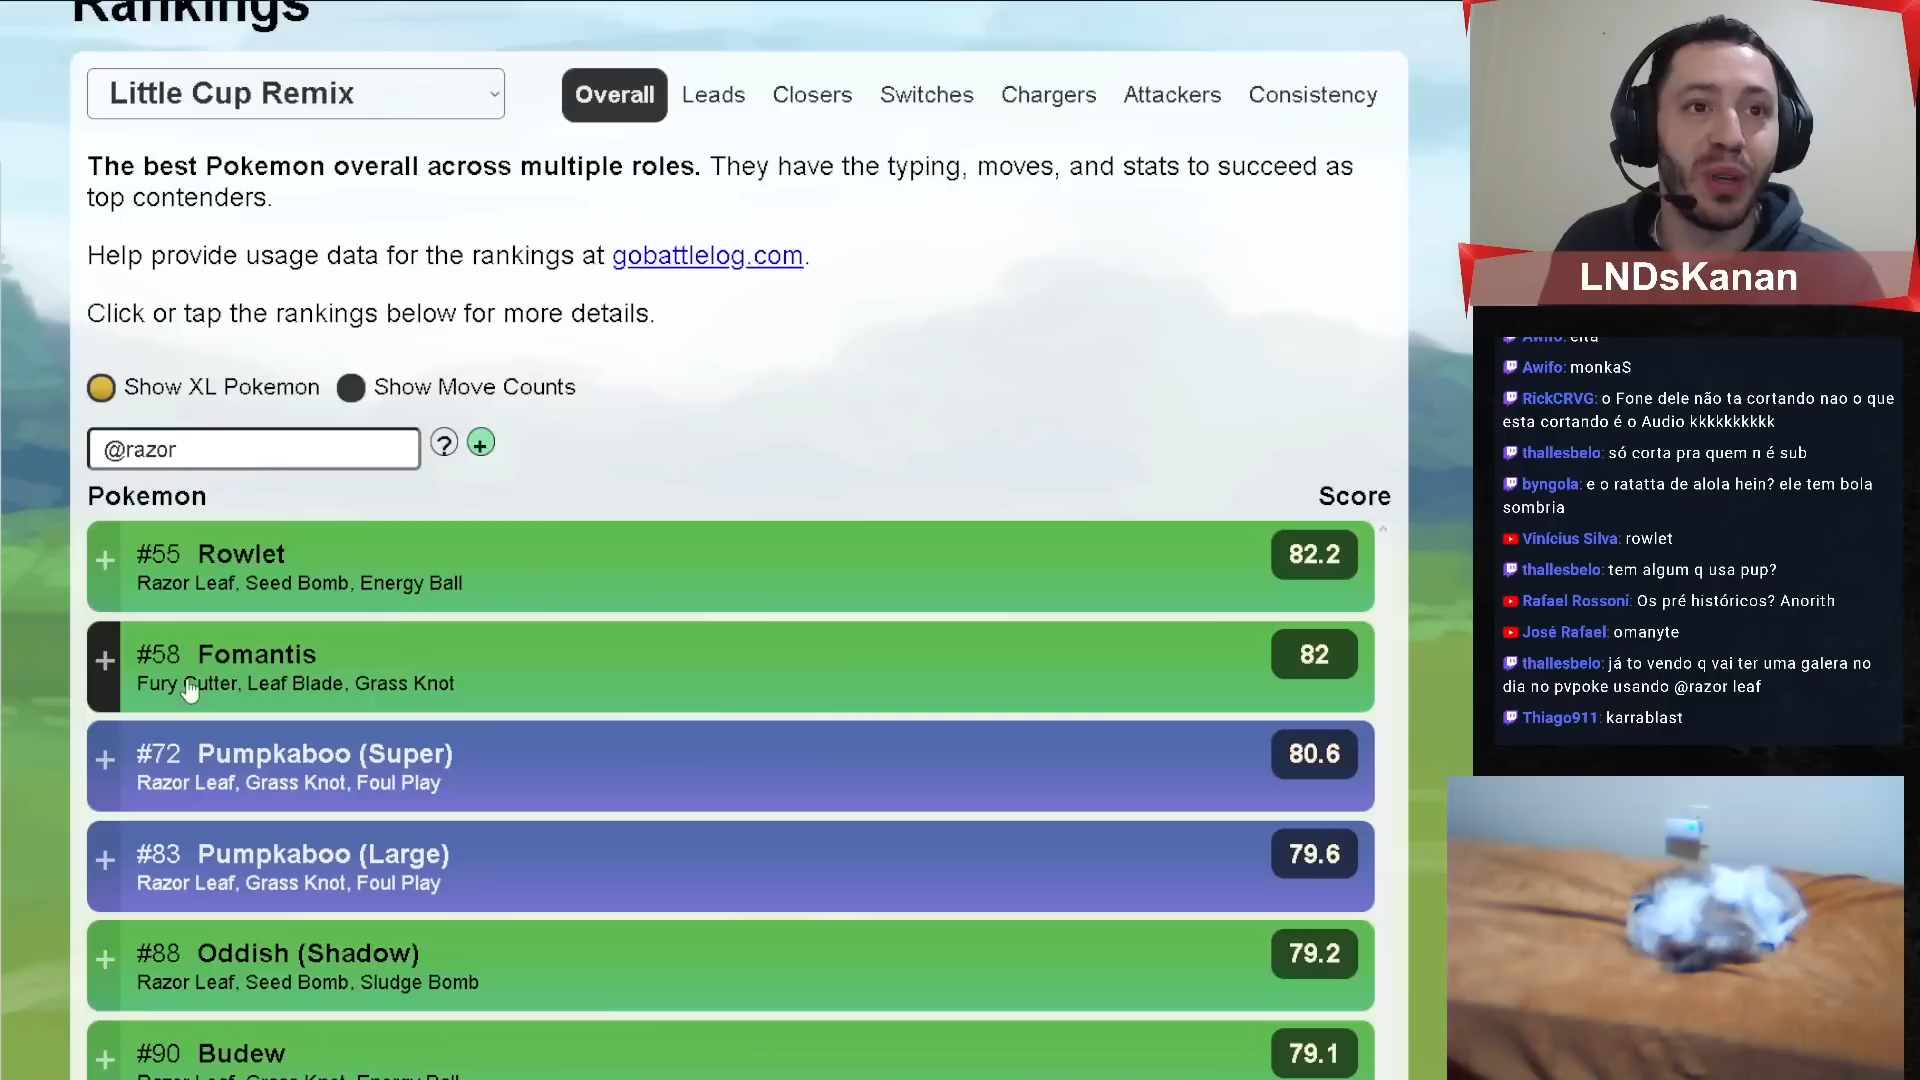 Rankings
Little Cup Remix
Overall Leads Closers Switches Chargers Attackers Consistency
The best Pokemon overall across multiple roles. They have the typing, moves, and stats to succeed as
top contenders.
Help provide usage data for the rankings at gobattlelog.com.
Click or tap the rankings below for more details.
Show XL Pokemon Show Move Counts
@razor ? +
Pokemon Score
+ #55 Rowlet 82.2
Razor Leaf, Seed Bomb, Energy Ball
+ #58 Fomantis 82
Fury Cutter, Leaf Blade, Grass Knot
+ #72 Pumpkaboo (Super) 80.6
Razor Leaf, Grass Knot, Foul Play
+ #83 Pumpkaboo (Large) 79.6
Razor Leaf, Grass Knot, Foul Play
+ #88 Oddish (Shadow) 79.2
Razor Leaf, Seed Bomb, Sludge Bomb
+ #90 Budew 79.1
Razor Leaf, Grass Knot, Energy Ball
LNDsKanan
Awifo: eita
Awifo: monkaS
RickCRVG: o Fone dele não ta cortando nao o que
esta cortando é o Audio kkkkkkkkkk
thallesbelo: só corta pra quem n é sub
byngola: e o ratatta de alola hein? ele tem bola
sombria
Vinícius Silva: rowlet
thallesbelo: tem algum q usa pup?
Rafael Rossoni: Os pré históricos? Anorith
José Rafael: omanyte
thallesbelo: já to vendo q vai ter uma galera no
dia no pvpoke usando @razor leaf
Thiago911: karrablast